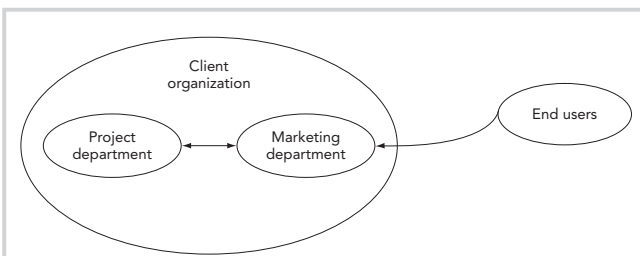 Client
organization
Project
department
Marketing
department
End users